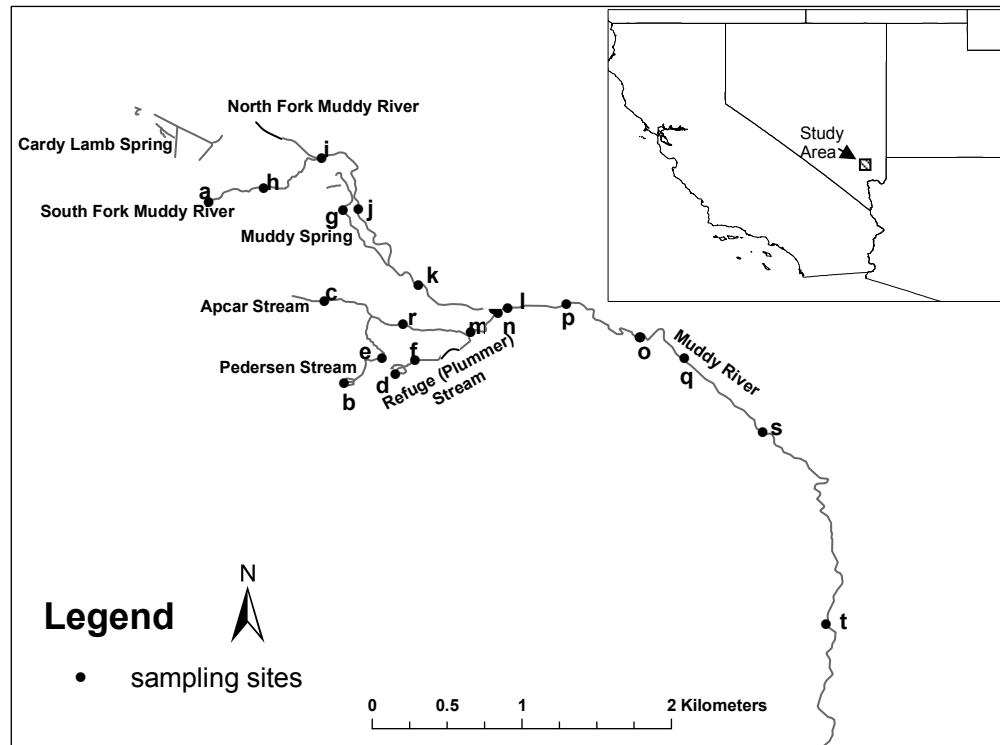 North Fork Muddy River
Cardy Lamb Spring
Study
Area
i
h
a
South Fork Muddy River
g
j
Muddy Spring
k
c
Apcar Stream
l
p
r
m
n
o
e
f
Muddy River
q
Pedersen Stream
d
Refuge (Plummer)
Stream
b
s
N
Legend
t
sampling sites
0
0.5
1
2 Kilometers